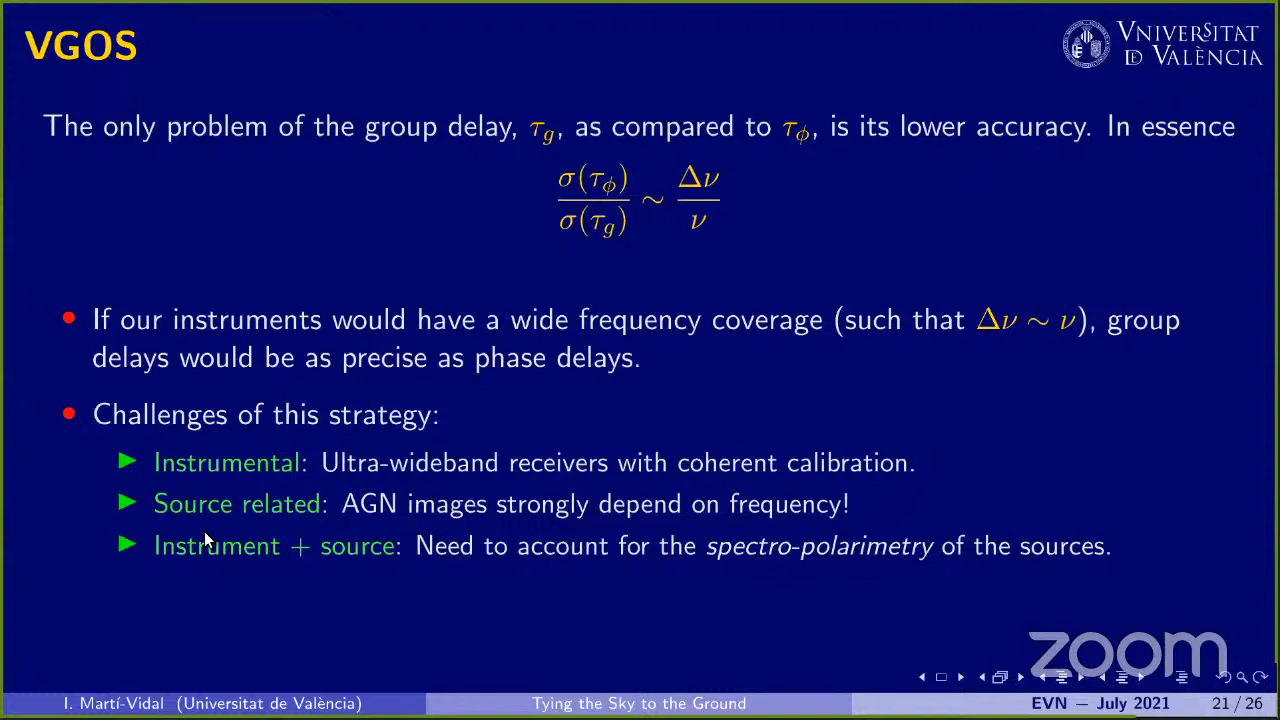 VGOS
VNIVERSITAT
DE VALÈNCIA
The only problem of the group delay, τg, as compared to τϕ, is its lower accuracy. In essence
σ(τϕ)/σ(τg) ∼ Δν/ν
• If our instruments would have a wide frequency coverage (such that Δν ∼ ν), group
delays would be as precise as phase delays.
• Challenges of this strategy:
▶ Instrumental: Ultra-wideband receivers with coherent calibration.
▶ Source related: AGN images strongly depend on frequency!
▶ Instrument + source: Need to account for the spectro-polarimetry of the sources.
zoom
I. Martí-Vidal (Universitat de València) Tying the Sky to the Ground EVN — July 2021 21 / 26